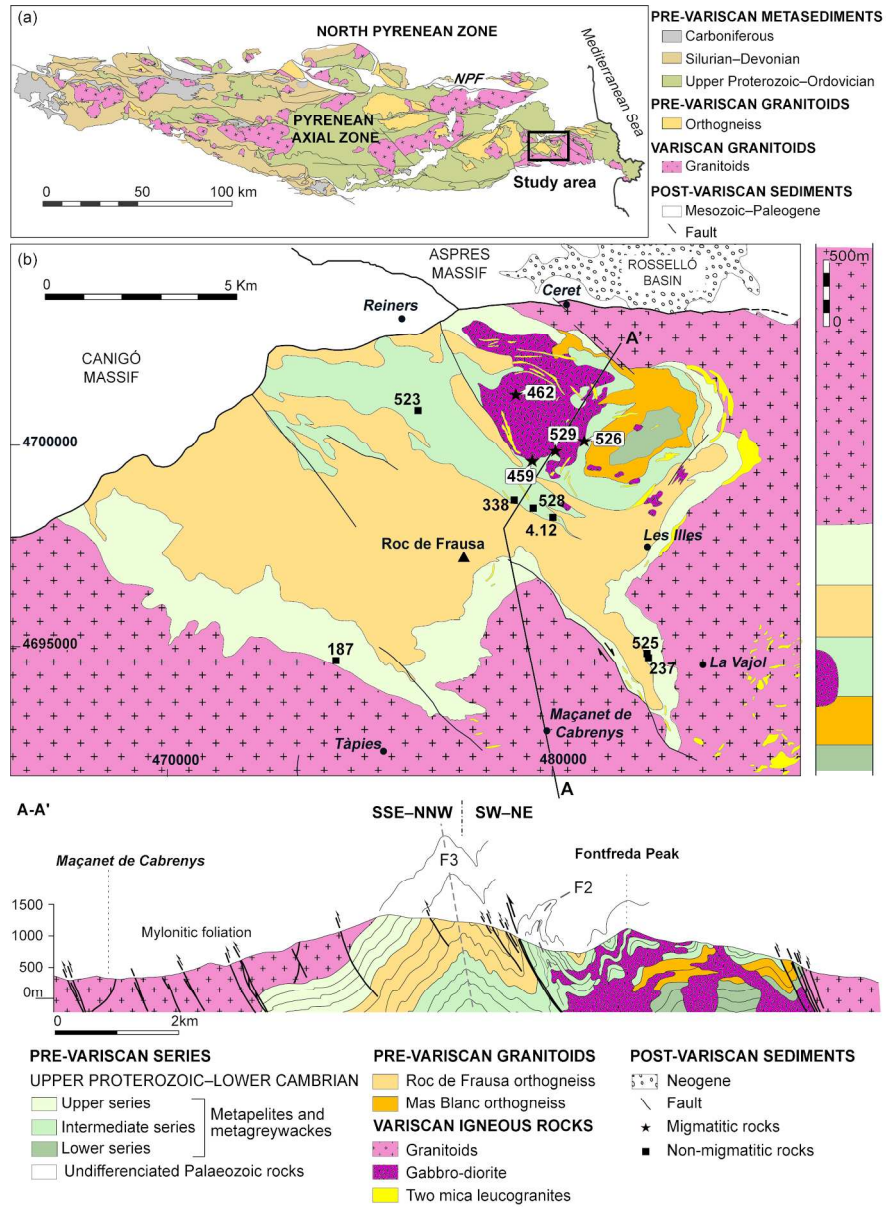 (a)
NORTH PYRENEAN ZONE
NPF
PYRENEAN
AXIAL ZONE
Mediterranean Sea
Study area
0 50 100 km
PRE-VARISCAN METASEDIMENTS
Carboniferous
Silurian–Devonian
Upper Proterozoic–Ordovician
PRE-VARISCAN GRANITOIDS
Orthogneiss
VARISCAN GRANITOIDS
Granitoids
POST-VARISCAN SEDIMENTS
Mesozoic–Paleogene
Fault
(b)
0 5 Km
ASPRES
MASSIF
ROSSELLÓ
BASIN
Reiners
Ceret
CANIGÓ
MASSIF
A'
523
462
4700000
529
526
459
338
528
4.12
Roc de Frausa
Les Illes
4695000
187
525
237
La Vajol
Maçanet de
Cabrenys
Tàpies
470000
480000
A
500m
0
A-A'
SSE–NNW
SW–NE
Maçanet de Cabrenys
F3
Fontfreda Peak
F2
1500
1000
500
0m
Mylonitic foliation
0 2km
PRE-VARISCAN SERIES
UPPER PROTEROZOIC–LOWER CAMBRIAN
Upper series
Intermediate series
Lower series
Metapelites and
metagreywackes
Undifferenciated Palaeozoic rocks
PRE-VARISCAN GRANITOIDS
Roc de Frausa orthogneiss
Mas Blanc orthogneiss
VARISCAN IGNEOUS ROCKS
Granitoids
Gabbro-diorite
Two mica leucogranites
POST-VARISCAN SEDIMENTS
Neogene
Fault
Migmatitic rocks
Non-migmatitic rocks